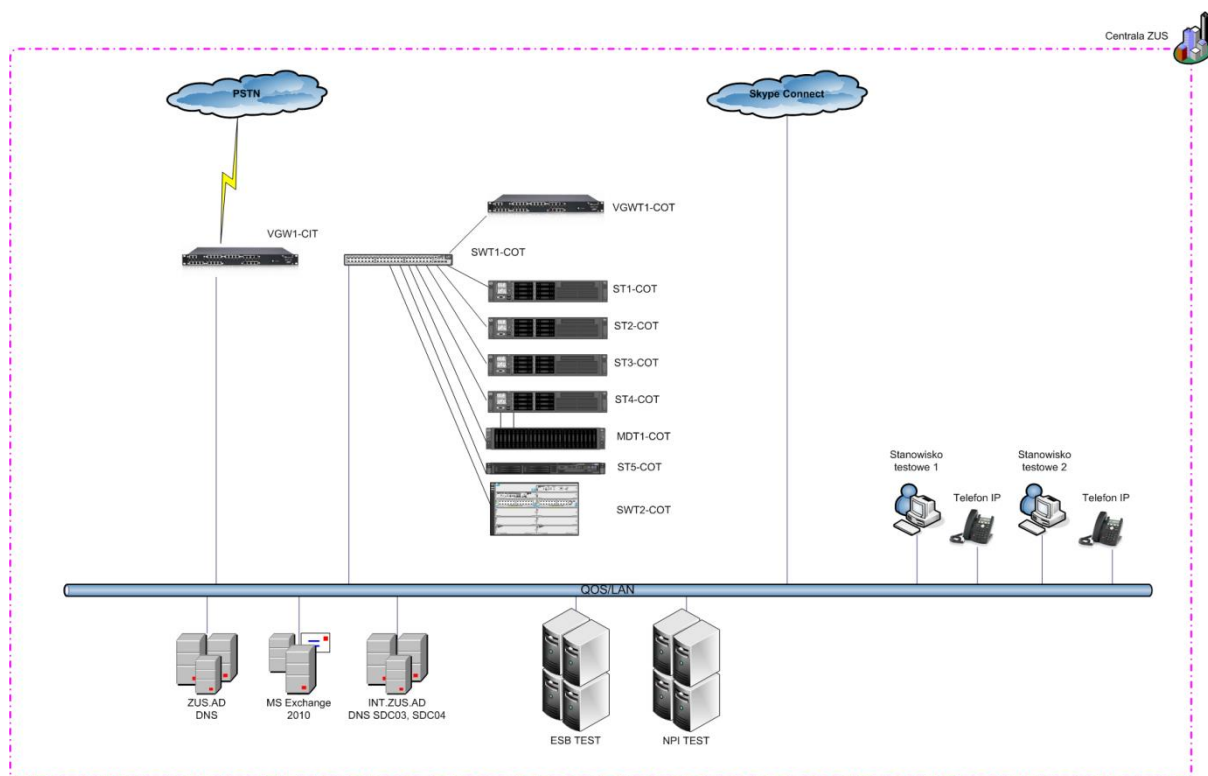 Centrala ZUS
PSTN
Skype Connect
VGWT1-COT
VGW1-CIT
SWT1-COT
ST1-COT
ST2-COT
ST3-COT
ST4-COT
MDT1-COT
ST5-COT
SWT2-COT
Stanowisko
testowe 1
Telefon IP
Stanowisko
testowe 2
Telefon IP
QOS/LAN
ZUS.AD
DNS
MS Exchange
2010
INT.ZUS.AD
DNS SDC03, SDC04
ESB TEST
NPI TEST